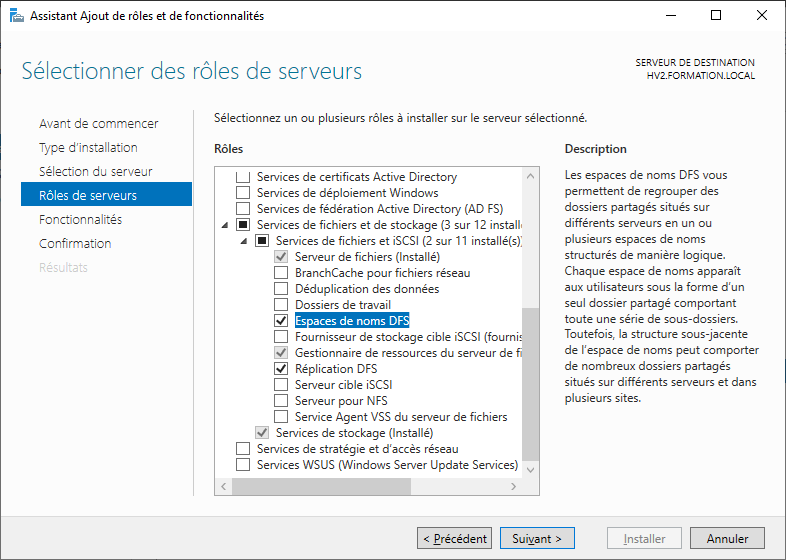 Assistant Ajout de rôles et de fonctionnalités
Sélectionner des rôles de serveurs
SERVEUR DE DESTINATION
HV2.FORMATION.LOCAL
Avant de commencer
Type d'installation
Sélection du serveur
Rôles de serveurs
Fonctionnalités
Confirmation
Résultats
Sélectionnez un ou plusieurs rôles à installer sur le serveur sélectionné.
Rôles
Services de certificats Active Directory
Services de déploiement Windows
Services de fédération Active Directory (AD FS)
Services de fichiers et de stockage (3 sur 12 install
Services de fichiers et iSCSI (2 sur 11 installé(s))
Serveur de fichiers (Installé)
BranchCache pour fichiers réseau
Déduplication des données
Dossiers de travail
Espaces de noms DFS
Fournisseur de stockage cible iSCSI (fournis
Gestionnaire de ressources du serveur de fi
Réplication DFS
Serveur cible iSCSI
Serveur pour NFS
Service Agent VSS du serveur de fichiers
Services de stockage (Installé)
Services de stratégie et d'accès réseau
Services WSUS (Windows Server Update Services)
Description
Les espaces de noms DFS vous
permettent de regrouper des
dossiers partagés situés sur
différents serveurs en un ou
plusieurs espaces de noms
structurés de manière logique.
Chaque espace de noms apparaît
aux utilisateurs sous la forme d'un
seul dossier partagé comportant
toute une série de sous-dossiers.
Toutefois, la structure sous-jacente
de l'espace de noms peut comporter
de nombreux dossiers partagés
situés sur différents serveurs et dans
plusieurs sites.
< Précédent
Suivant >
Installer
Annuler